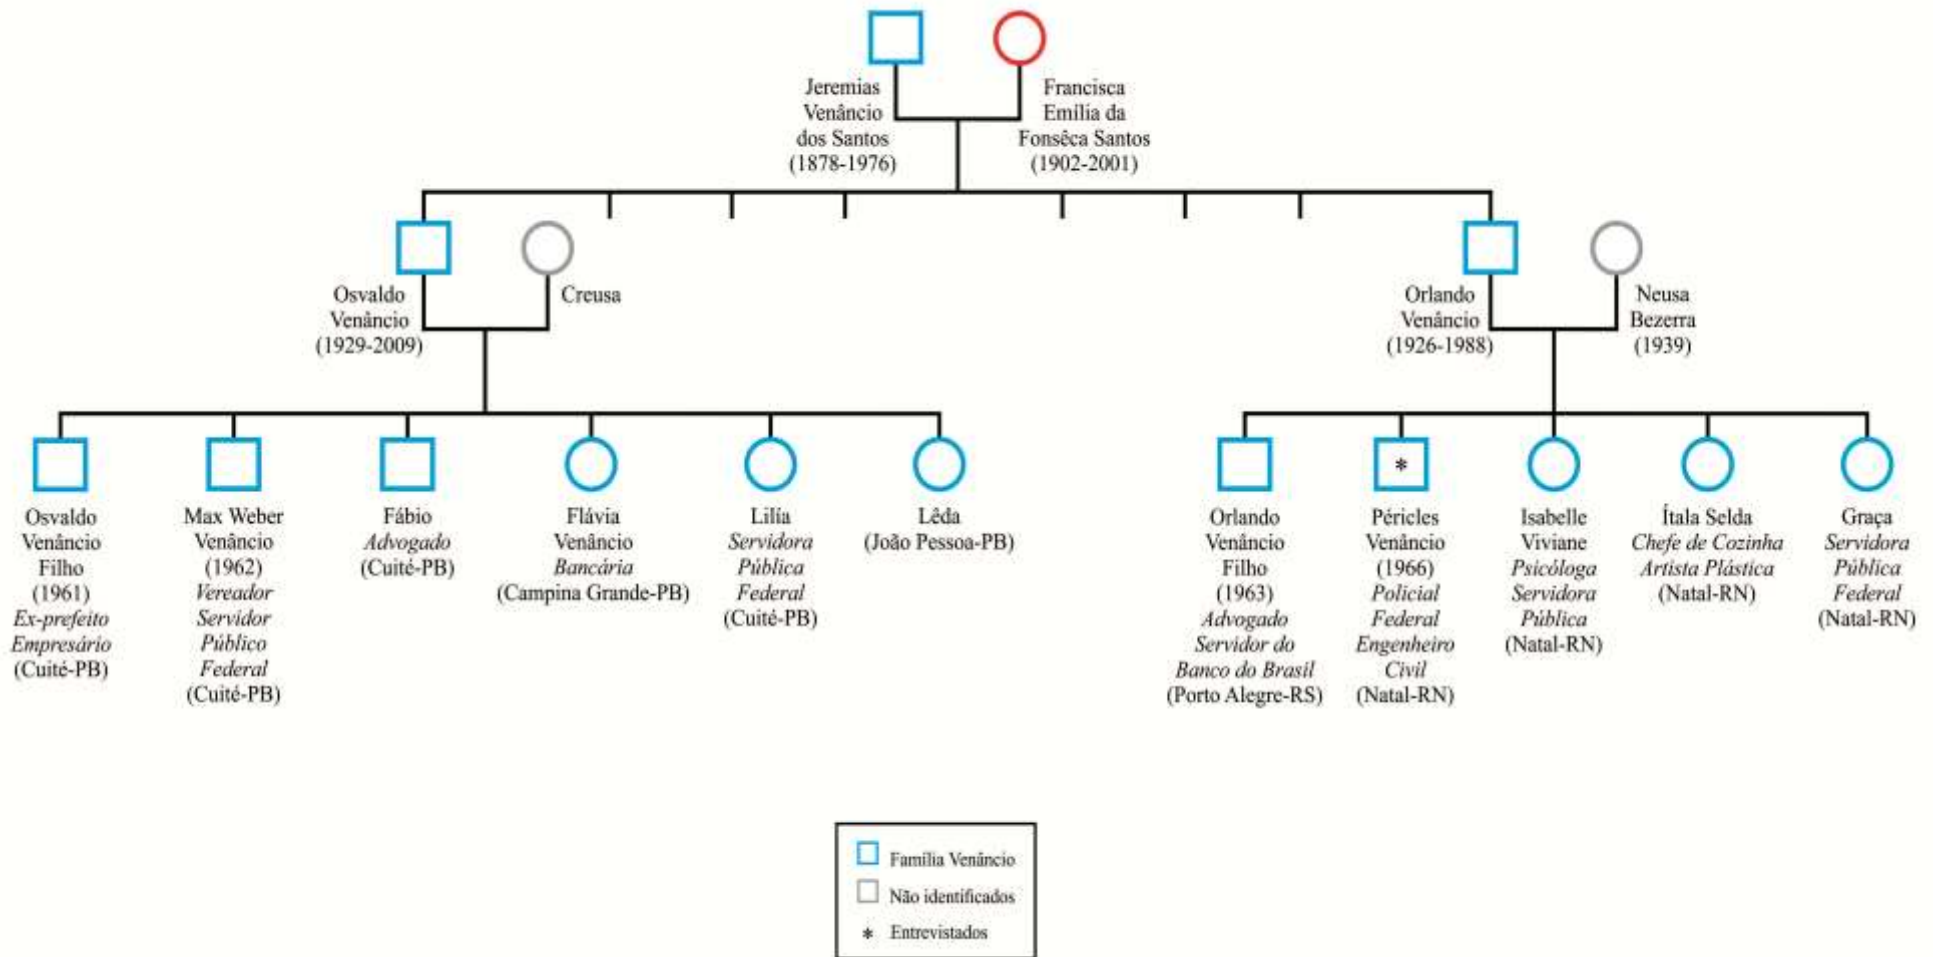 Jeremias
Venâncio
dos Santos
(1878-1976)
Francisca
Emília da
Fonsêca Santos
(1902-2001)
Osvaldo
Venâncio
(1929-2009)
Creusa
Orlando
Venâncio
(1926-1988)
Neusa
Bezerra
(1939)
Osvaldo
Venâncio
Filho
(1961)
Ex-prefeito
Empresário
(Cuité-PB)
Max Weber
Venâncio
(1962)
Vereador
Servidor
Público
Federal
(Cuité-PB)
Fábio
Advogado
(Cuité-PB)
Flávia
Venâncio
Bancária
(Campina Grande-PB)
Lilía
Servidora
Pública
Federal
(Cuité-PB)
Lêda
(João Pessoa-PB)
Orlando
Venâncio
Filho
(1963)
Advogado
Servidor do
Banco do Brasil
(Porto Alegre-RS)
*
Péricles
Venâncio
(1966)
Policial
Federal
Engenheiro
Civil
(Natal-RN)
Isabelle
Viviane
Psicóloga
Servidora
Pública
(Natal-RN)
Ítala Selda
Chefe de Cozinha
Artista Plástica
(Natal-RN)
Graça
Servidora
Pública
Federal
(Natal-RN)
Família Venâncio
Não identificados
* Entrevistados